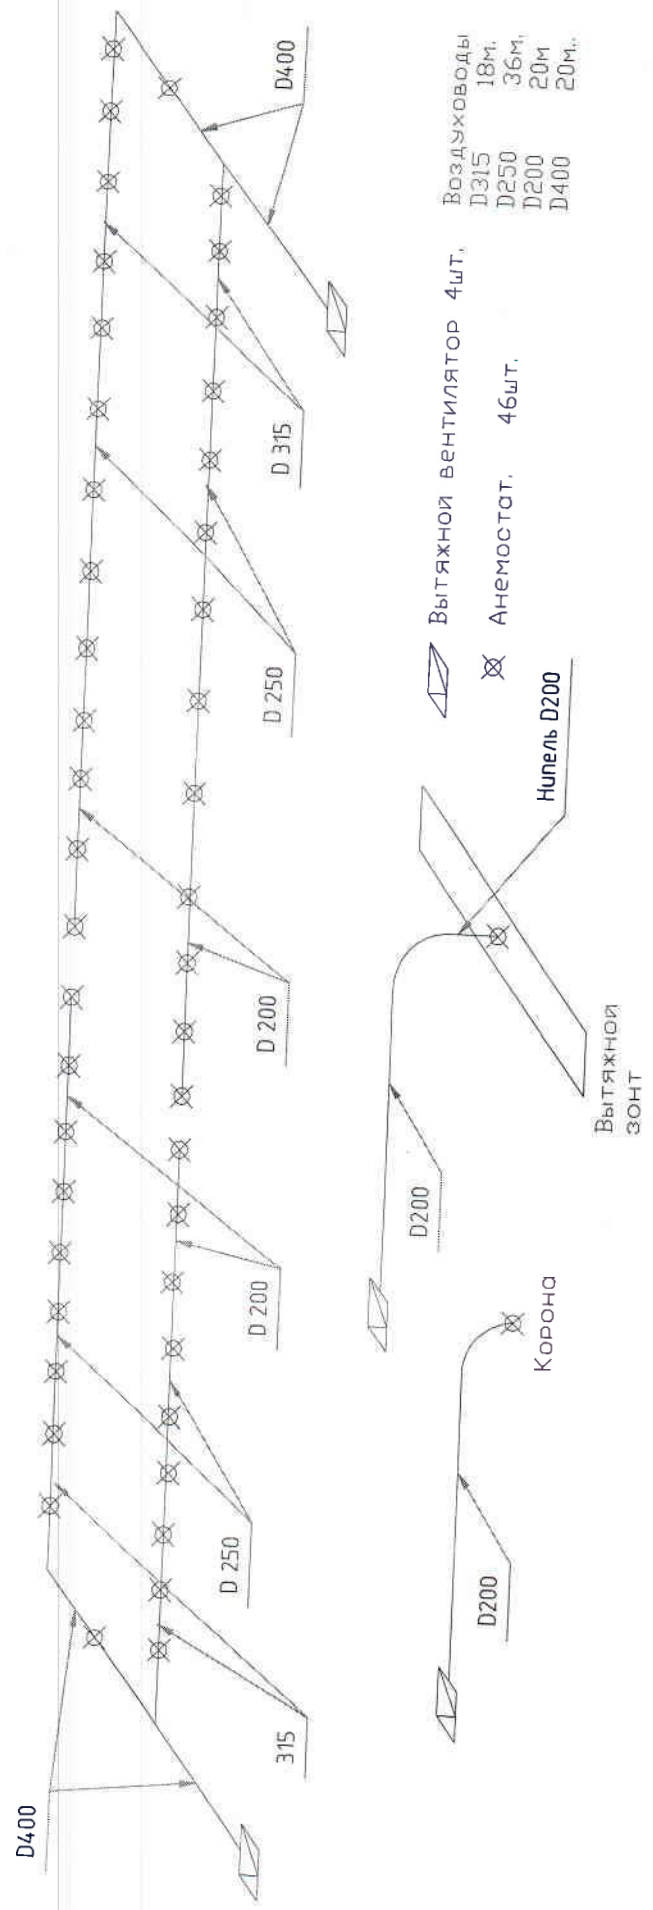 D400
315
D 250
D 200
D 200
D 250
D 315
D400
D200
Корона
D200
Вытяжной
зонт
Нипель D200
Вытяжной вентилятор 4шт.
Анемостат. 46шт.
Воздуховоды
D315 18м.
D250 36м.
D200 20м
D400 20м..